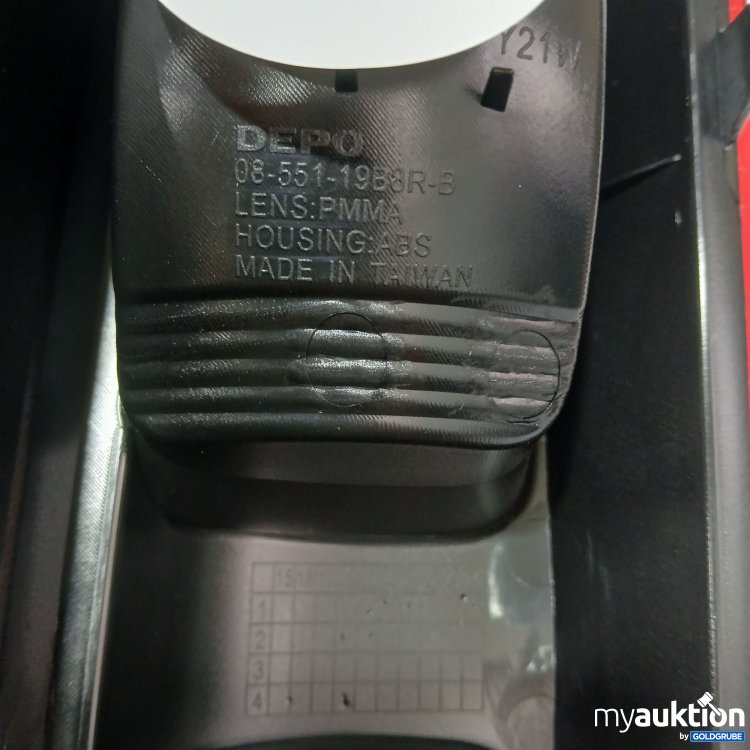 Y21W
DEPO
08-551-19B8R-B
LENS:PMMA
HOUSING:ABS
MADE IN TAIWAN
15
1
2
3
4
myauktion
by GOLDGRUBE